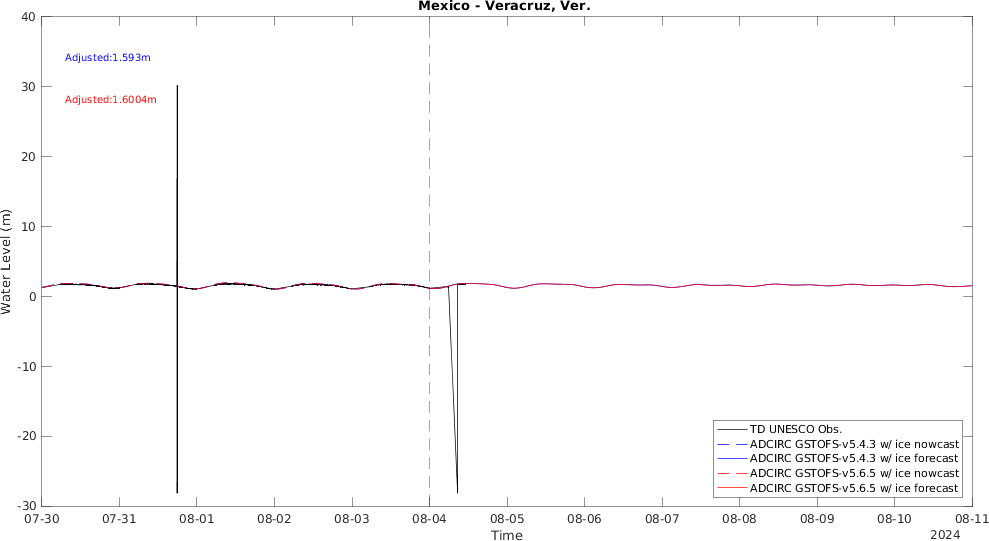 Mexico - Veracruz, Ver.
40
30
20
10
0
-10
-20
-30
Water Level (m)
Adjusted:1.593m
Adjusted:1.6004m
TD UNESCO Obs.
ADCIRC GSTOFS-v5.4.3 w/ ice nowcast
ADCIRC GSTOFS-v5.4.3 w/ ice forecast
ADCIRC GSTOFS-v5.6.5 w/ ice nowcast
ADCIRC GSTOFS-v5.6.5 w/ ice forecast
07-30 07-31 08-01 08-02 08-03 08-04 08-05 08-06 08-07 08-08 08-09 08-10 08-11
Time
2024